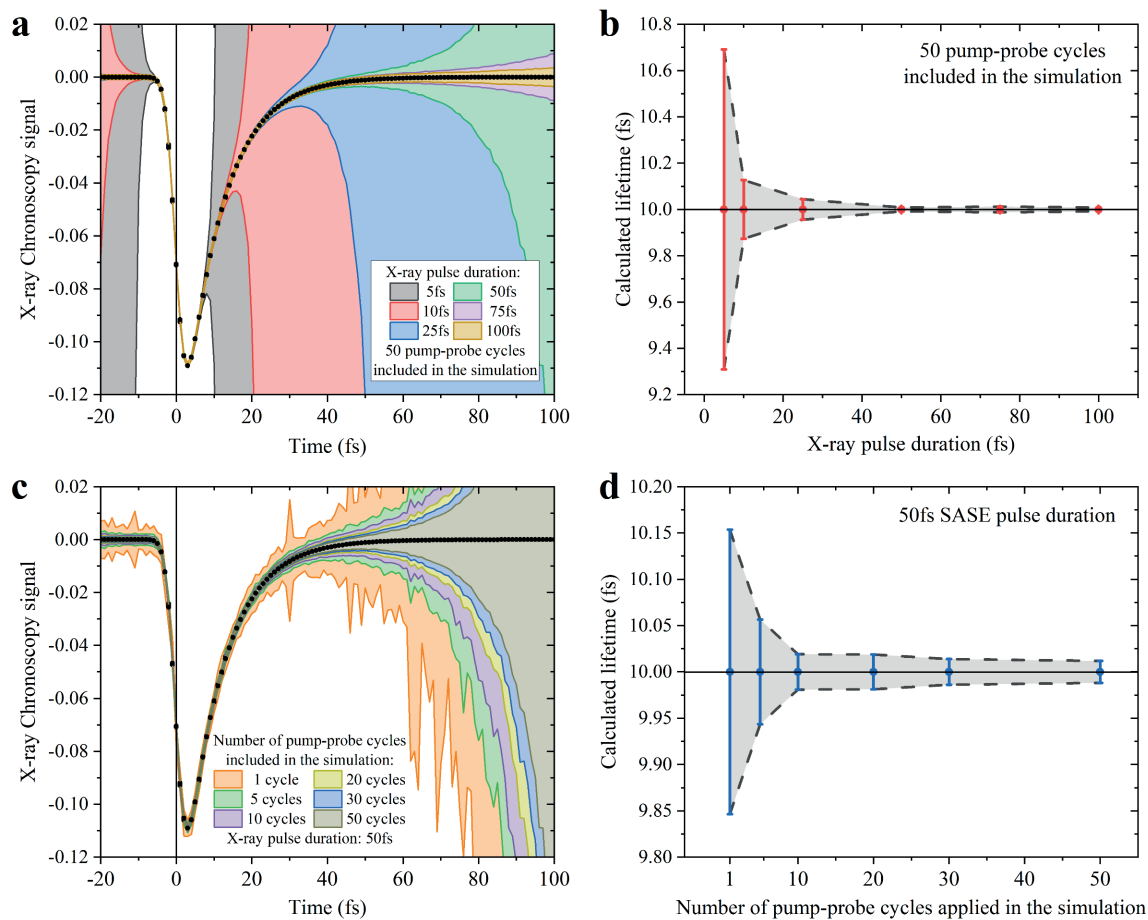 a
0.02
0.00
-0.02
-0.04
-0.06
-0.08
-0.10
-0.12
X-ray Chronoscopy signal
-20
0
20
40
60
80
100
Time (fs)
X-ray pulse duration:
5fs
50fs
10fs
75fs
25fs
100fs
50 pump-probe cycles
included in the simulation
b
10.8
10.6
10.4
10.2
10.0
9.8
9.6
9.4
9.2
Calculated lifetime (fs)
50 pump-probe cycles
included in the simulation
0
20
40
60
80
100
X-ray pulse duration (fs)
c
0.02
0.00
-0.02
-0.04
-0.06
-0.08
-0.10
-0.12
X-ray Chronoscopy signal
Number of pump-probe cycles
included in the simulation:
1 cycle
20 cycles
5 cycles
30 cycles
10 cycles
50 cycles
X-ray pulse duration: 50fs
-20
0
20
40
60
80
100
Time (fs)
d
10.20
10.15
10.10
10.05
10.00
9.95
9.90
9.85
9.80
Calculated lifetime (fs)
50fs SASE pulse duration
1
10
20
30
40
50
Number of pump-probe cycles applied in the simulation